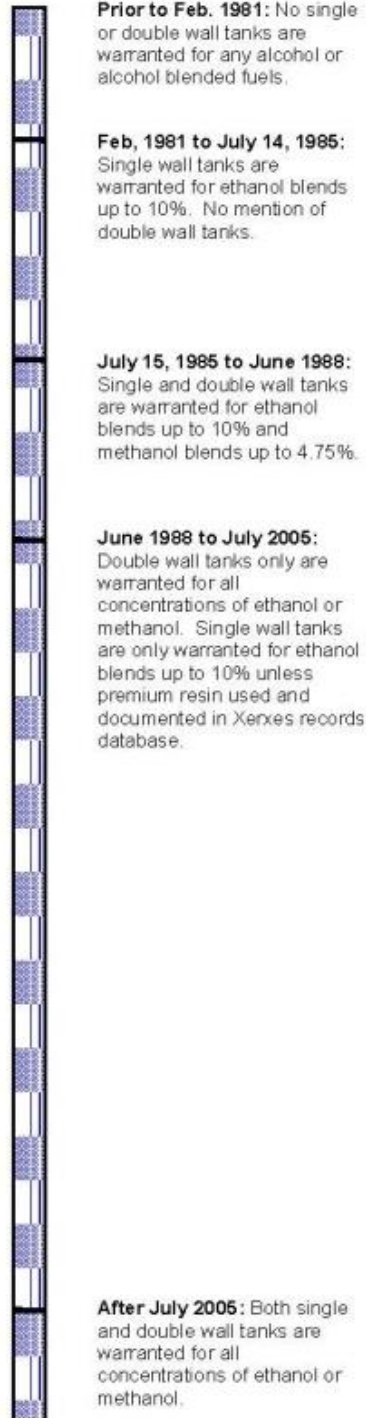 Prior to Feb. 1981: No single
or double wall tanks are
warranted for any alcohol or
alcohol blended fuels.
Feb, 1981 to July 14, 1985:
Single wall tanks are
warranted for ethanol blends
up to 10%. No mention of
double wall tanks.
July 15, 1985 to June 1988:
Single and double wall tanks
are warranted for ethanol
blends up to 10% and
methanol blends up to 4.75%.
June 1988 to July 2005:
Double wall tanks only are
warranted for all
concentrations of ethanol or
methanol. Single wall tanks
are only warranted for ethanol
blends up to 10% unless
premium resin used and
documented in Xerxes records
database.
After July 2005: Both single
and double wall tanks are
warranted for all
concentrations of ethanol or
methanol.